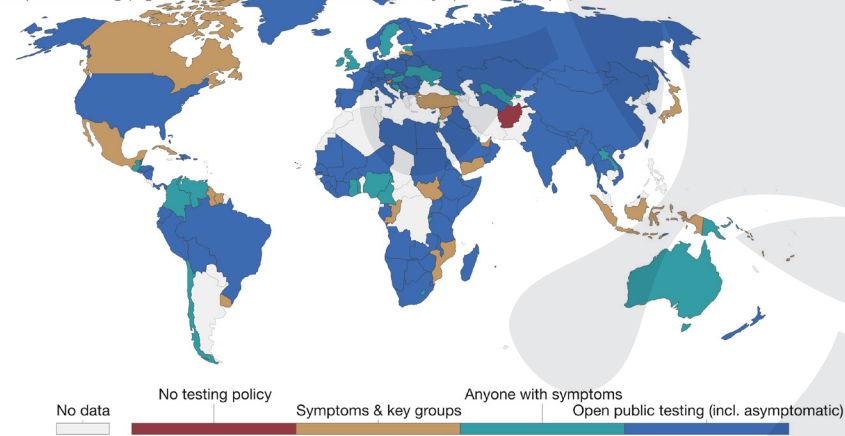 No testing policy
Anyone with symptoms
No data
Symptoms & key groups
Open public testing (incl. asymptomatic)